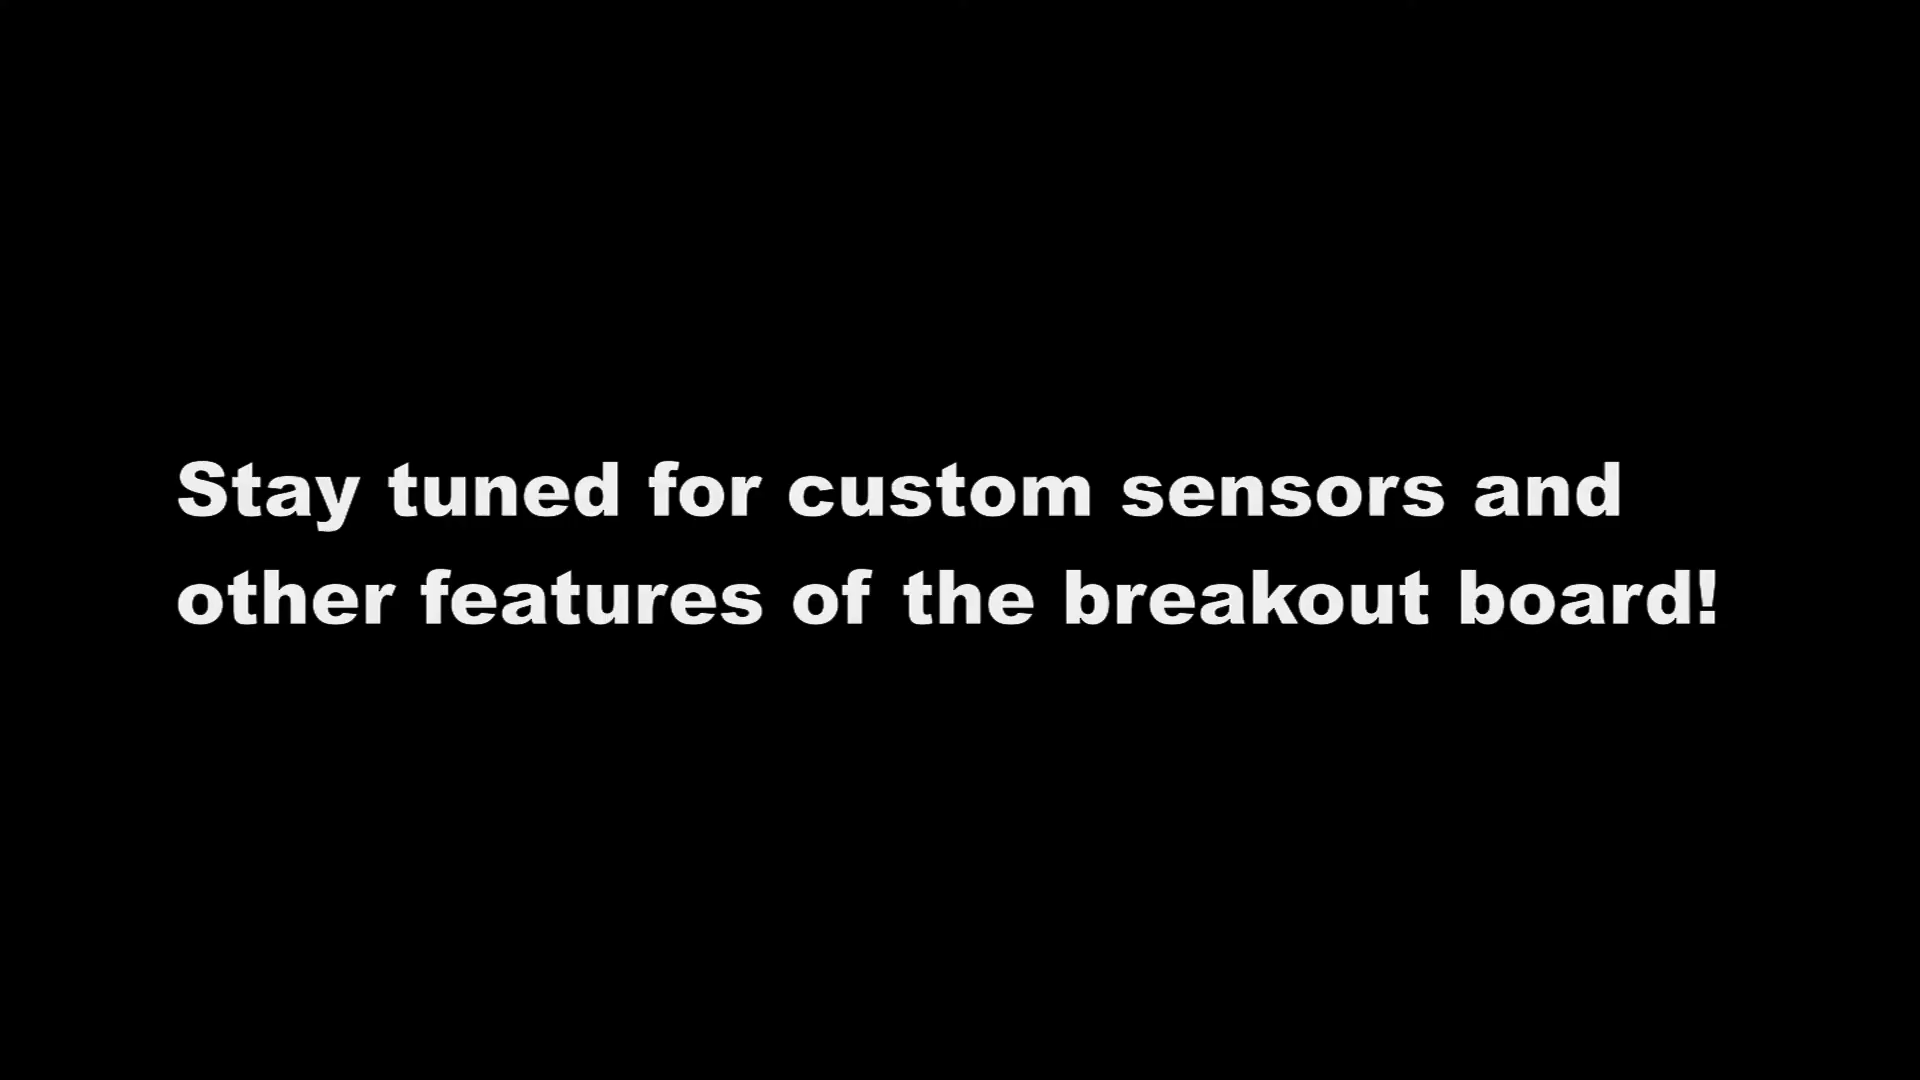 Stay tuned for custom sensors and
other features of the breakout board!